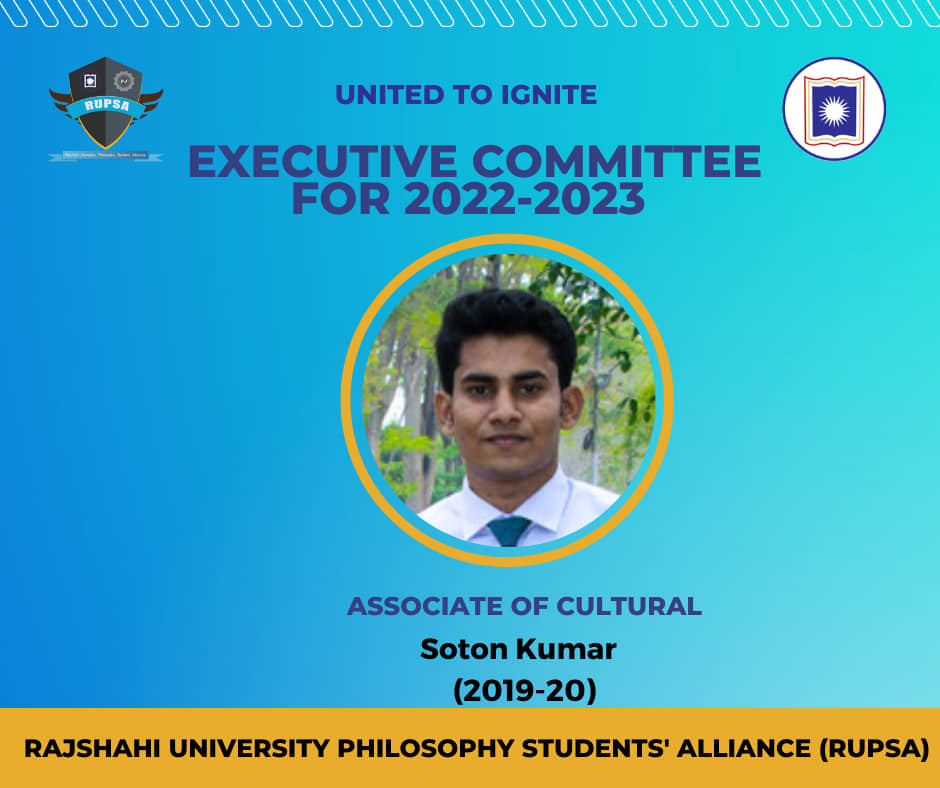 RUPSA
UNITED TO IGNITE
EXECUTIVE COMMITTEE
FOR 2022-2023
ASSOCIATE OF CULTURAL
Soton Kumar
(2019-20)
RAJSHAHI UNIVERSITY PHILOSOPHY STUDENTS' ALLIANCE (RUPSA)